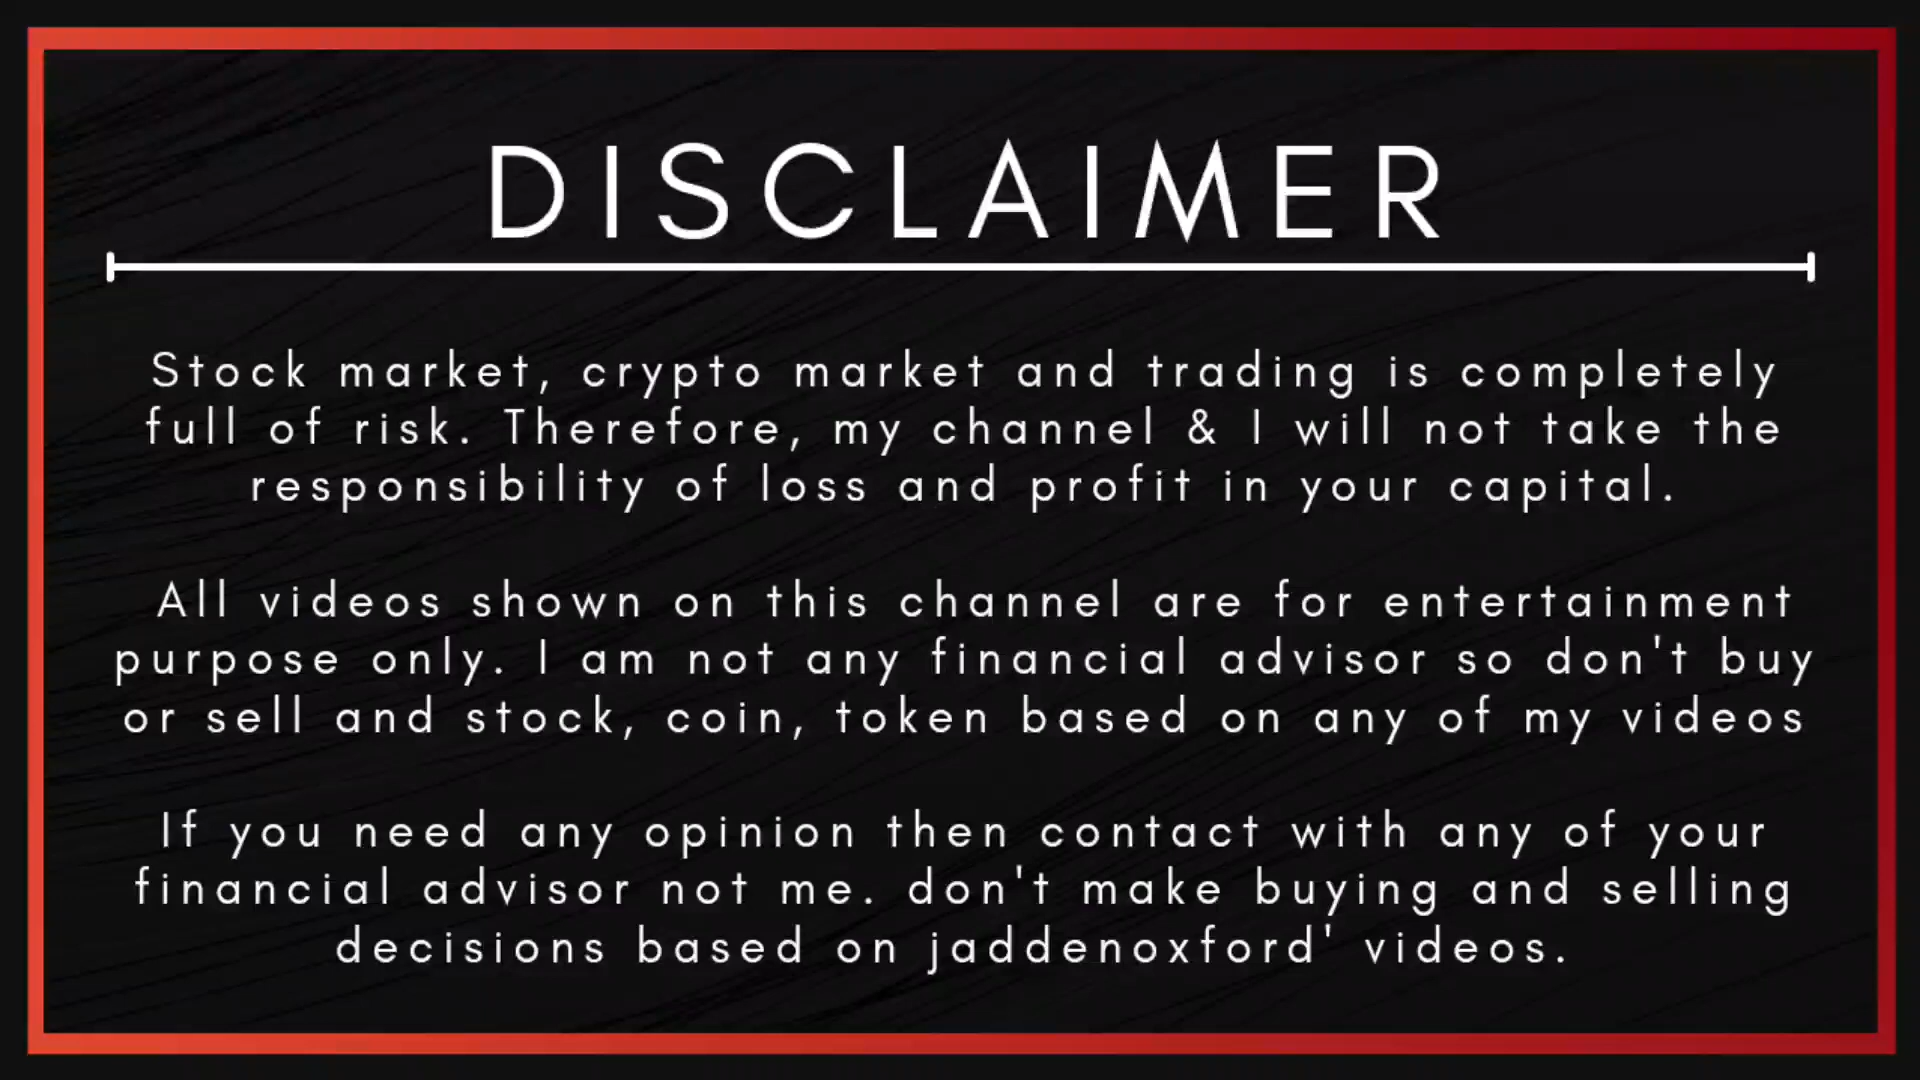 DISCLAIMER
Stock market, crypto market and trading is completely
full of risk. Therefore, my channel & I will not take the
responsibility of loss and profit in your capital.
All videos shown on this channel are for entertainment
purpose only. I am not any financial advisor so don't buy
or sell and stock, coin, token based on any of my videos
If you need any opinion then contact with any of your
financial advisor not me. don't make buying and selling
decisions based on jaddenoxford' videos.